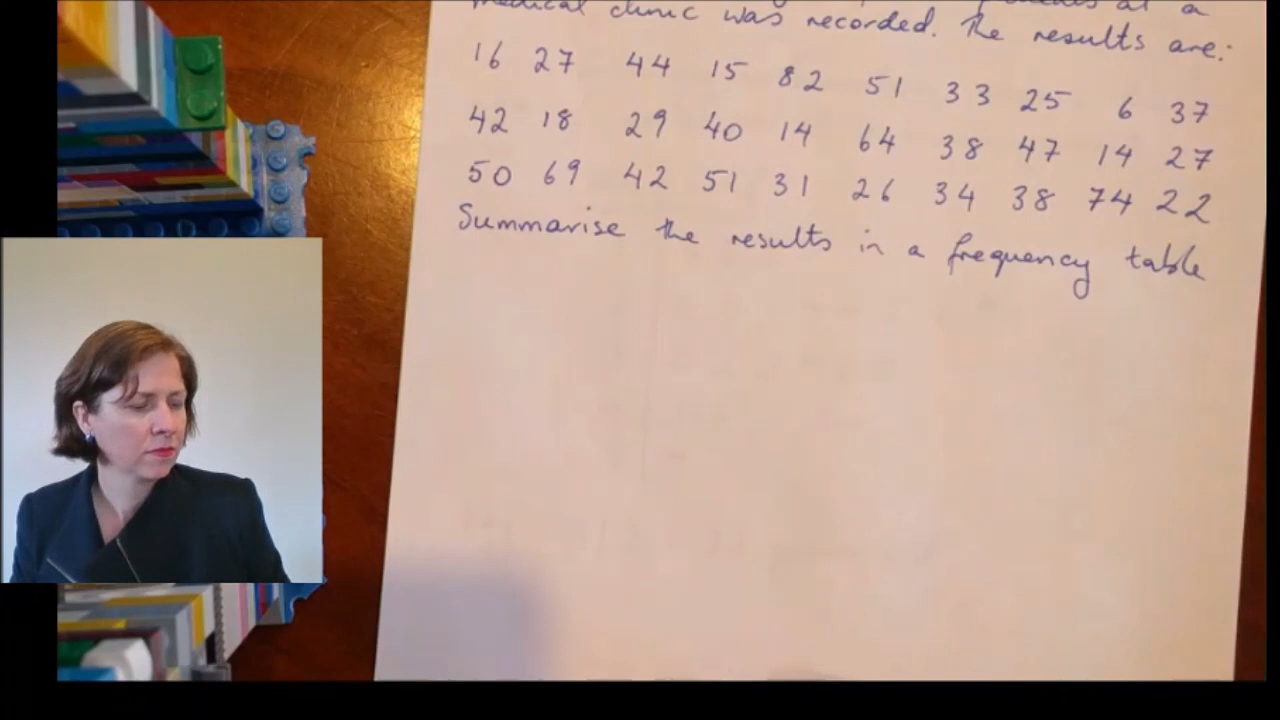 medical clinic was recorded. The results are:
16 27 44 15 82 51 33 25 6 37
42 18 29 40 14 64 38 47 14 27
50 69 42 51 31 26 34 38 74 22
Summarise the results in a frequency table